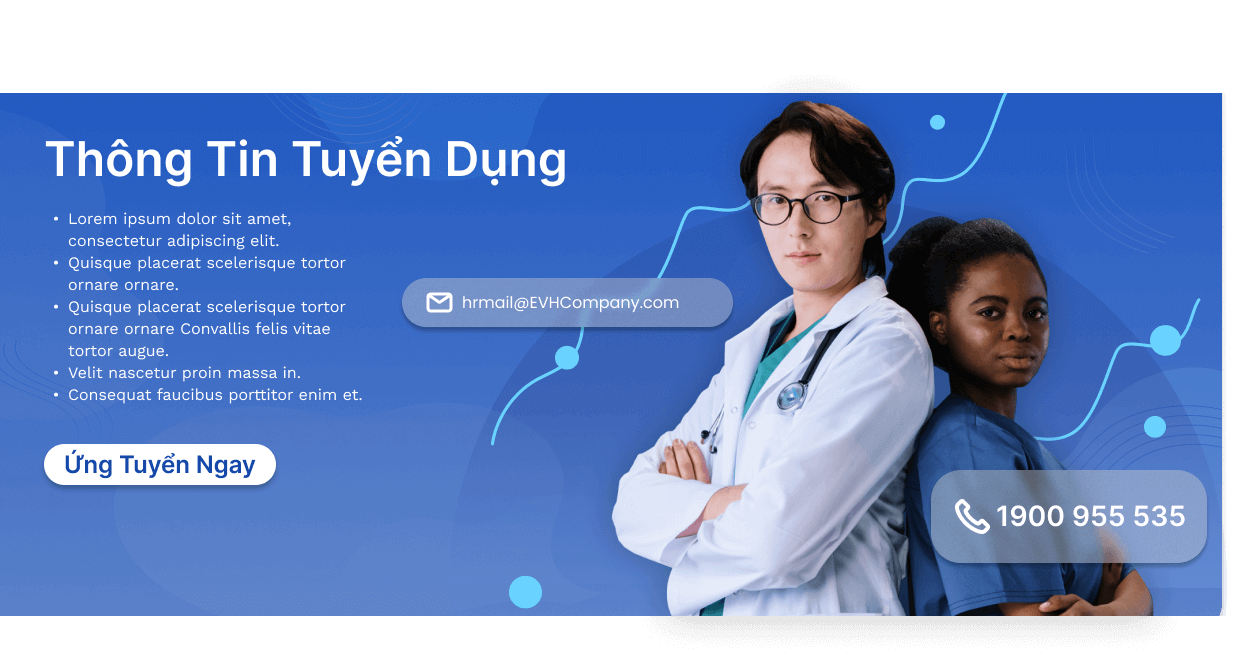 Thông Tin Tuyển Dụng
• Lorem ipsum dolor sit amet,
consectetur adipiscing elit.
• Quisque placerat scelerisque tortor
ornare ornare.
• Quisque placerat scelerisque tortor
ornare ornare Convallis felis vitae
tortor augue.
• Velit nascetur proin massa in.
• Consequat faucibus porttitor enim et.
hrmail@EVHCompany.com
Ứng Tuyển Ngay
1900 955 535